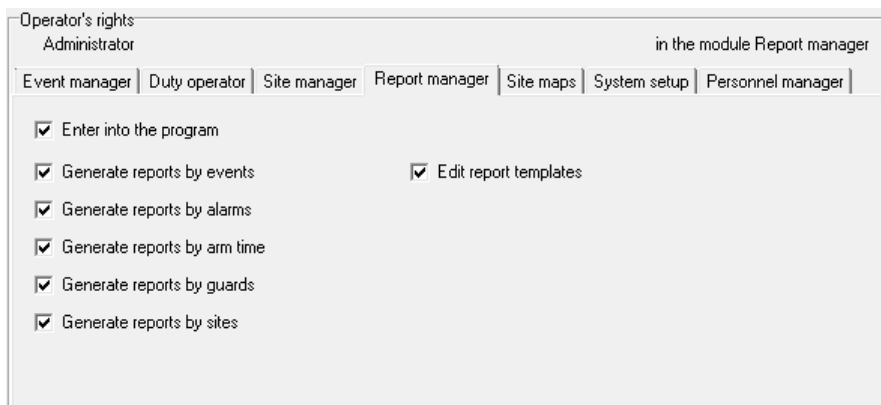 Operator's rights
Administrator in the module Report manager
Event manager Duty operator Site manager Report manager Site maps System setup Personnel manager
Enter into the program
Generate reports by events Edit report templates
Generate reports by alarms
Generate reports by arm time
Generate reports by guards
Generate reports by sites